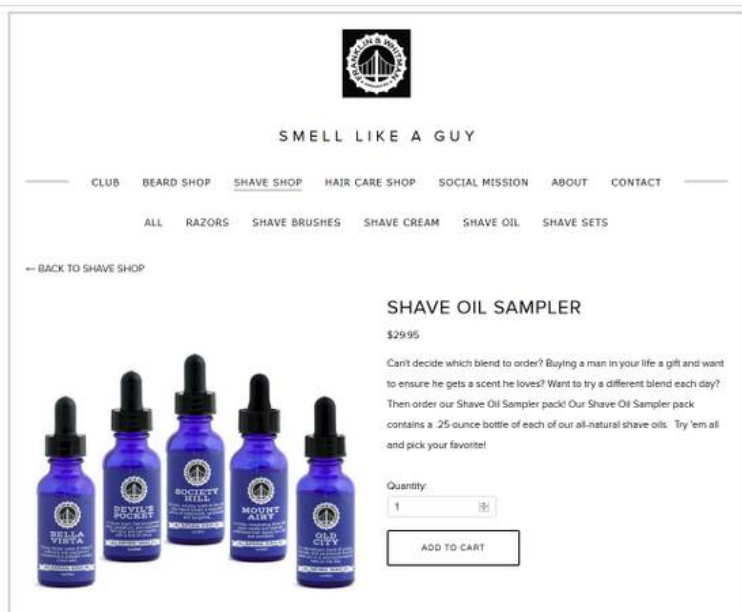 FRANKLIN & WHITMAN
SMELL LIKE A GUY
CLUB BEARD SHOP SHAVE SHOP HAIR CARE SHOP SOCIAL MISSION ABOUT CONTACT
ALL RAZORS SHAVE BRUSHES SHAVE CREAM SHAVE OIL SHAVE SETS
← BACK TO SHAVE SHOP
SHAVE OIL SAMPLER
$29.95
Can't decide which blend to order? Buying a man in your life a gift and want
to ensure he gets a scent he loves? Want to try a different blend each day?
Then order our Shave Oil Sampler pack! Our Shave Oil Sampler pack
contains a .25 ounce bottle of each of our all-natural shave oils. Try 'em all
and pick your favorite!
Quantity:
1
ADD TO CART
BELLA
VISTA
DEVIL'S
POCKET
SOCIETY
HILL
MOUNT
AIRY
OLD
CITY